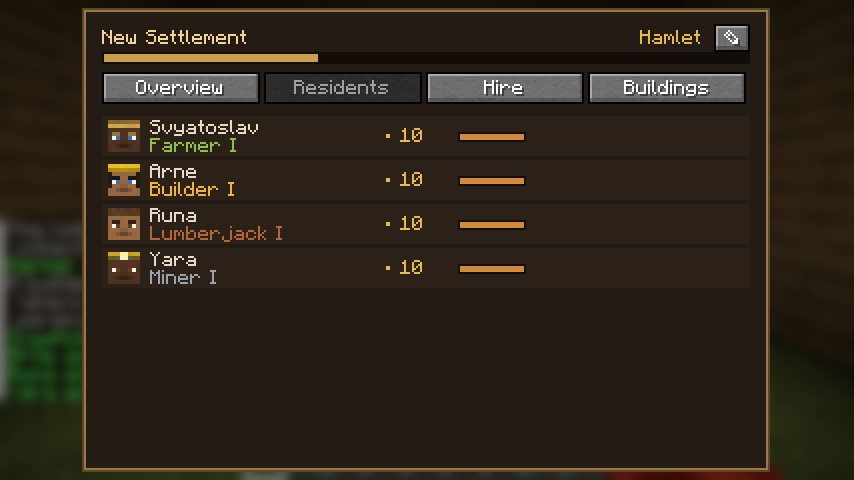 New Settlement
Hamlet
Overview
Residents
Hire
Buildings
Svyatoslav
Farmer I
10
Arne
Builder I
10
Runa
Lumberjack I
10
Yara
Miner I
10